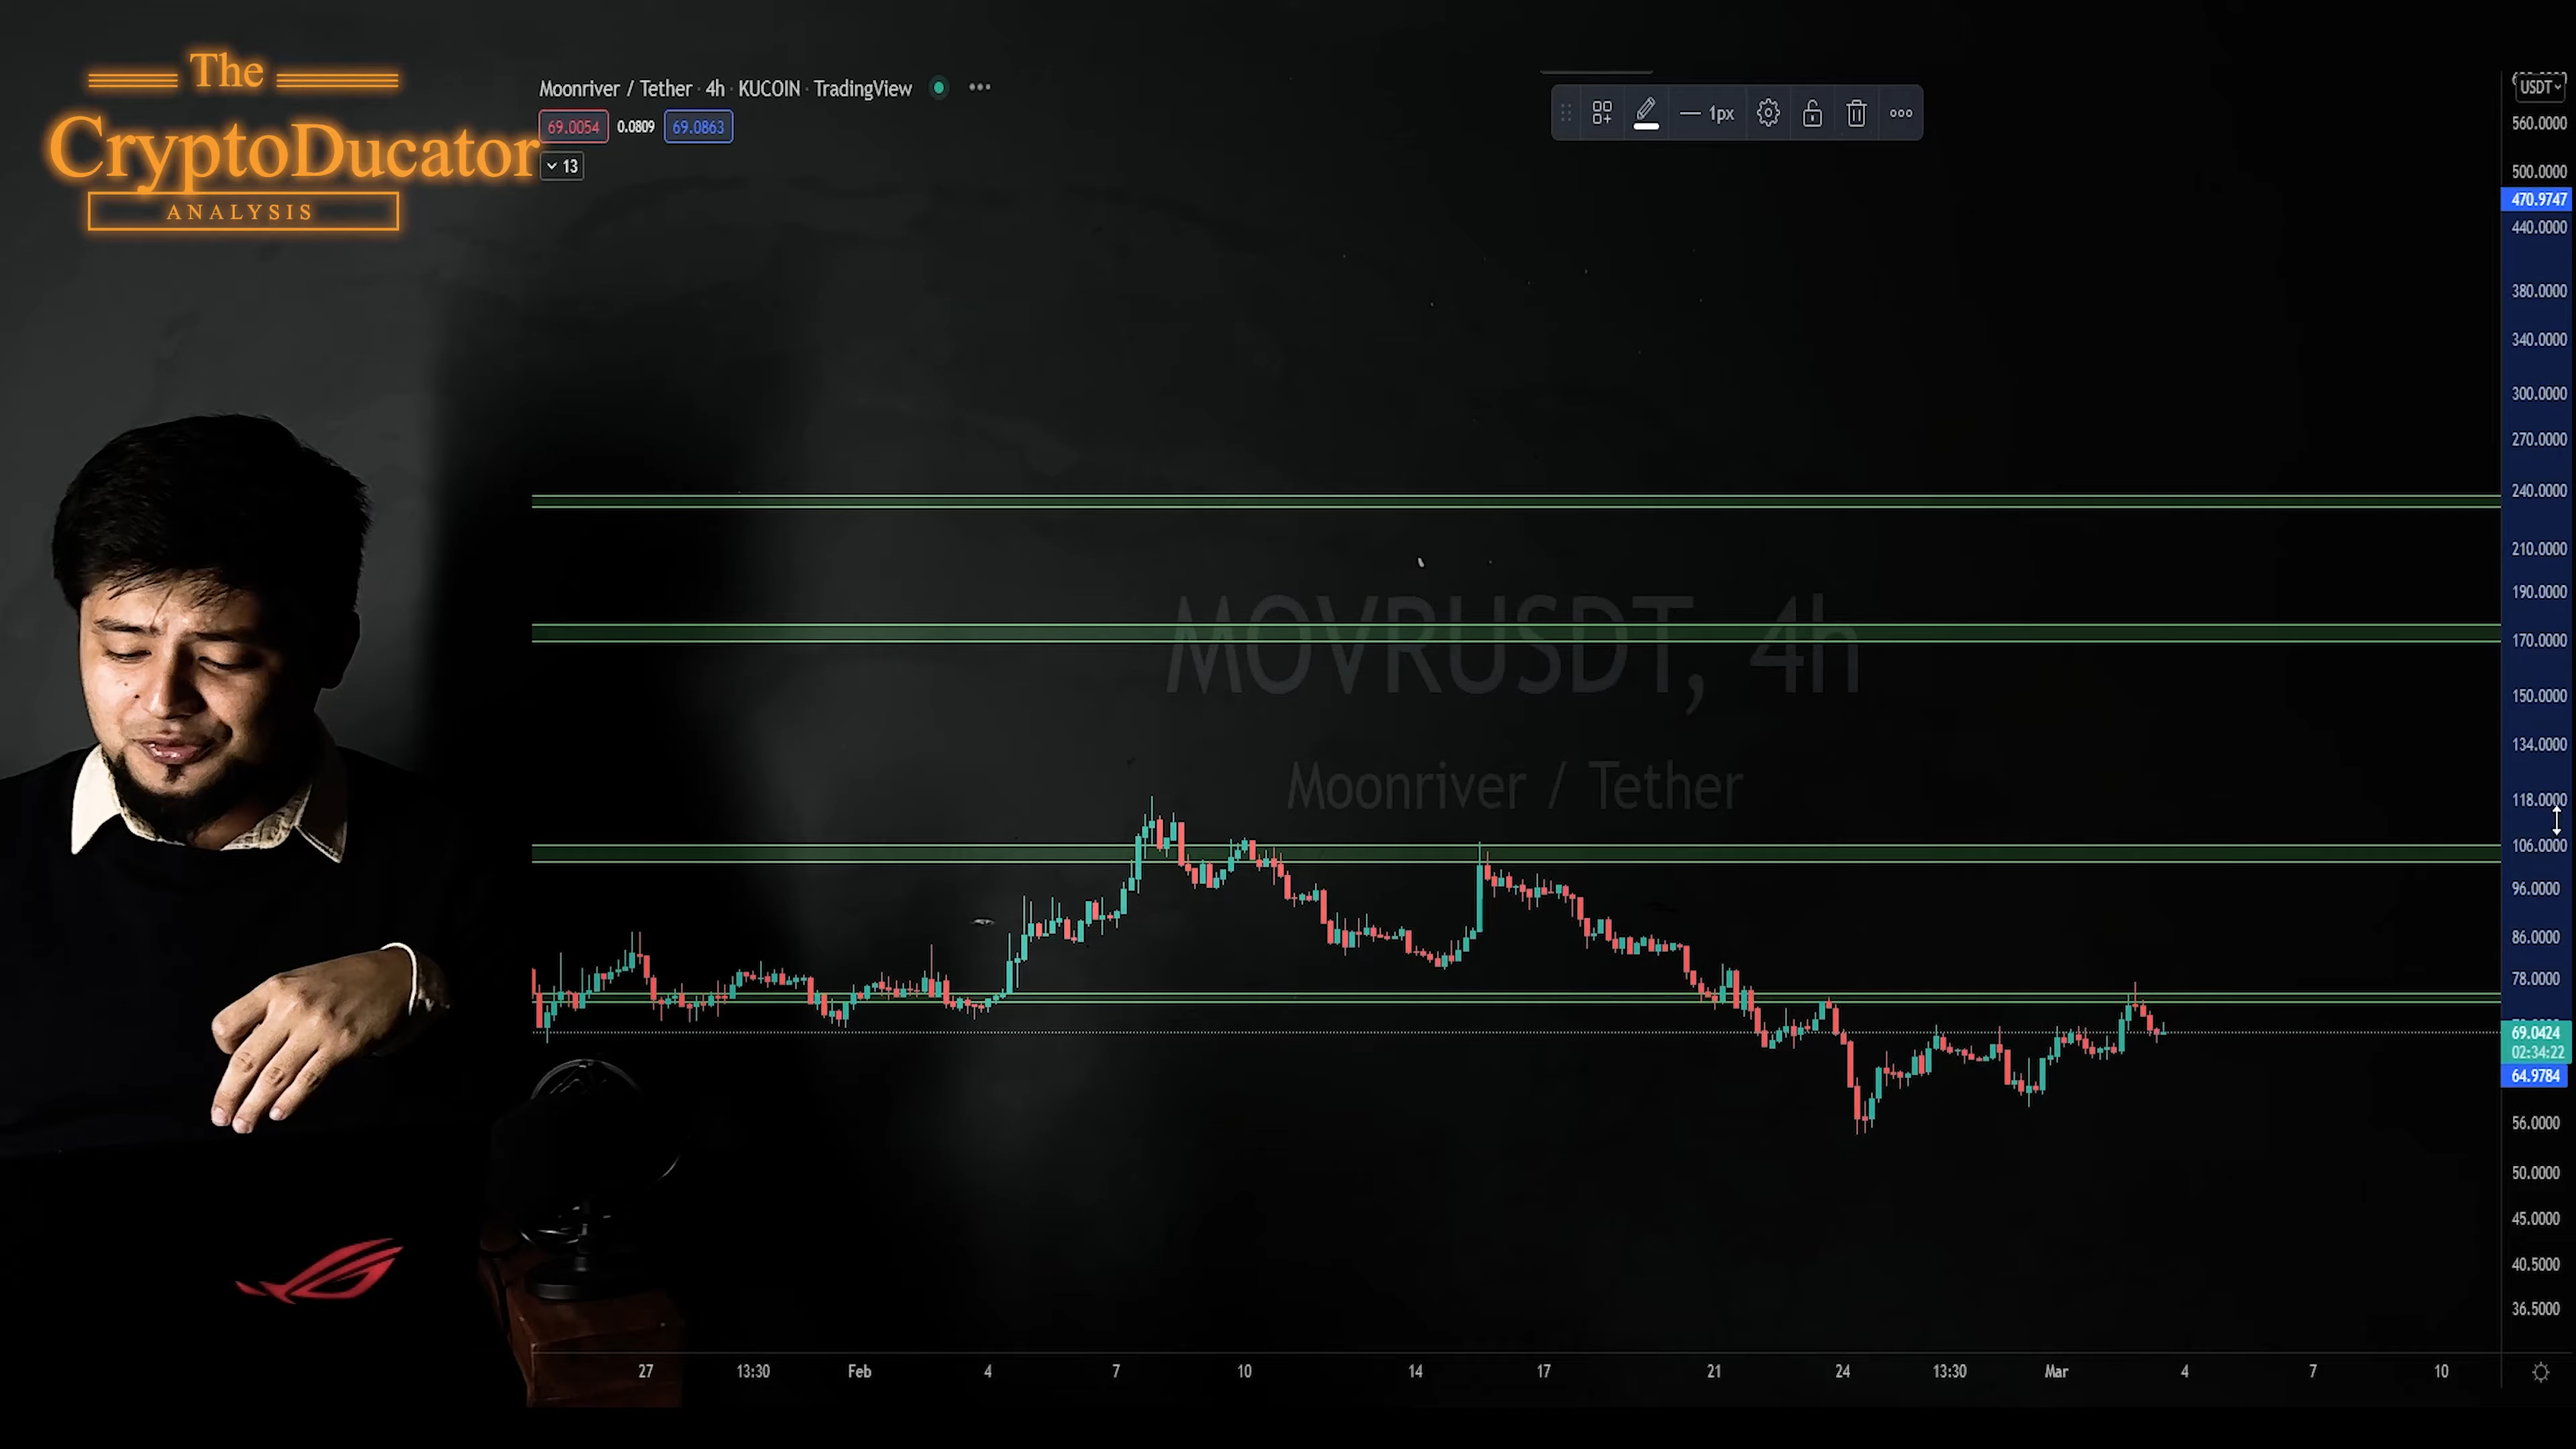 The
CryptoDucator
ANALYSIS
Moonriver / Tether · 4h · KUCOIN · TradingView
69.0054 0.0809 69.0863
13
1px
USDT
560.0000
500.0000
470.9747
440.0000
380.0000
340.0000
300.0000
270.0000
240.0000
210.0000
190.0000
170.0000
150.0000
134.0000
118.0000
106.0000
96.0000
86.0000
78.0000
69.0424
02:34:22
64.9784
56.0000
50.0000
45.0000
40.5000
36.5000
MOVRUSDT, 4h
Moonriver / Tether
27 13:30 Feb 4 7 10 14 17 21 24 13:30 Mar 4 7 10